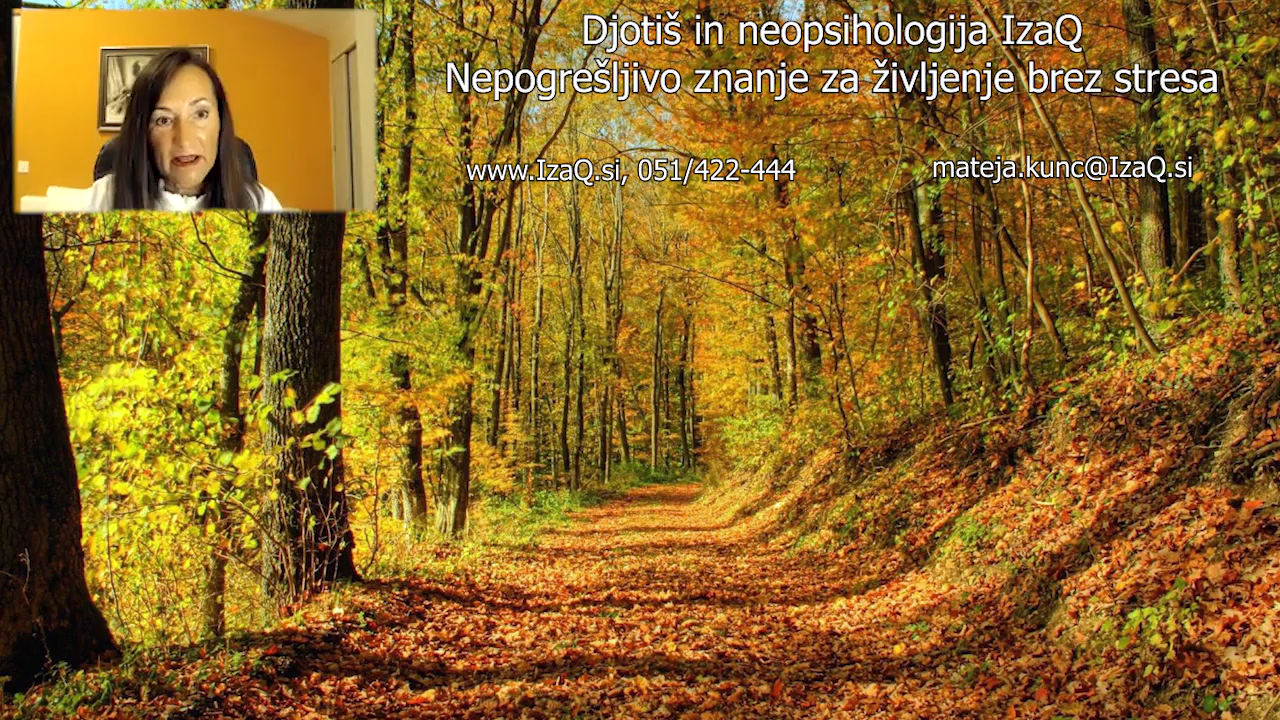 Djotiš in neopsihologija IzaQ
Nepogrešljivo znanje za življenje brez stresa
www.IzaQ.si, 051/422-444
mateja.kunc@IzaQ.si